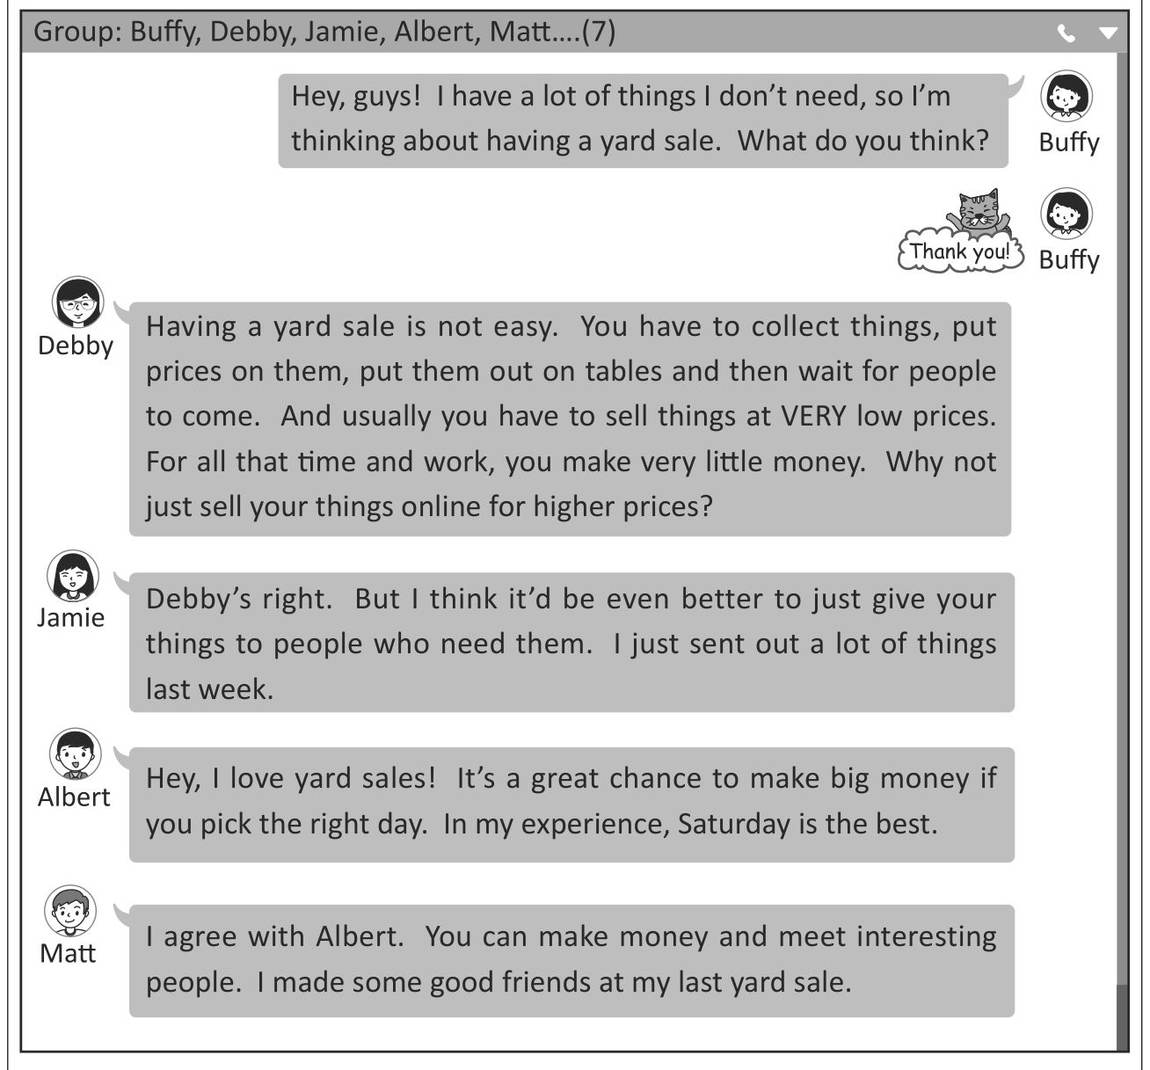 Group: Buffy, Debby, Jamie, Albert, Matt....(7)
Hey, guys! I have a lot of things I don't need, so I'm
thinking about having a yard sale. What do you think?
Buffy
Thank you!
Buffy
Debby
Having a yard sale is not easy. You have to collect things, put
prices on them, put them out on tables and then wait for people
to come. And usually you have to sell things at VERY low prices.
For all that time and work, you make very little money. Why not
just sell your things online for higher prices?
Jamie
Debby's right. But I think it'd be even better to just give your
things to people who need them. I just sent out a lot of things
last week.
Albert
Hey, I love yard sales! It's a great chance to make big money if
you pick the right day. In my experience, Saturday is the best.
Matt
I agree with Albert. You can make money and meet interesting
people. I made some good friends at my last yard sale.